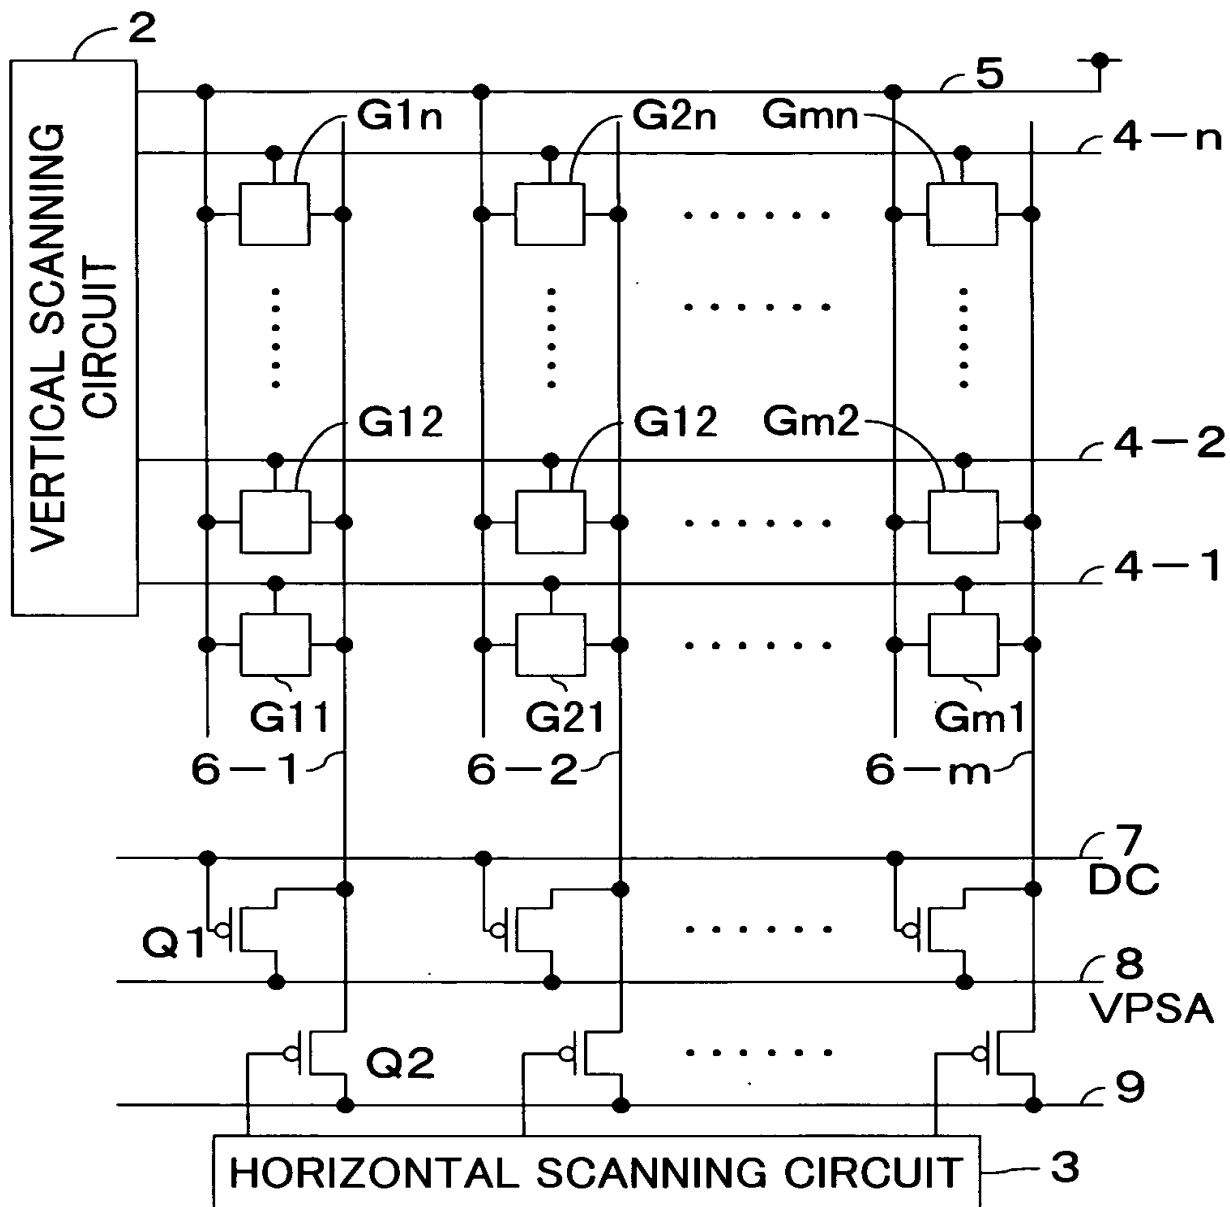 2
5
G1n
G2n
Gmn
4-n
VERTICAL SCANNING
CIRCUIT
G12
G12
Gm2
4-2
4-1
G11
G21
Gm1
6-1
6-2
6-m
7
DC
Q1
8
VPSA
Q2
9
HORIZONTAL SCANNING CIRCUIT
3